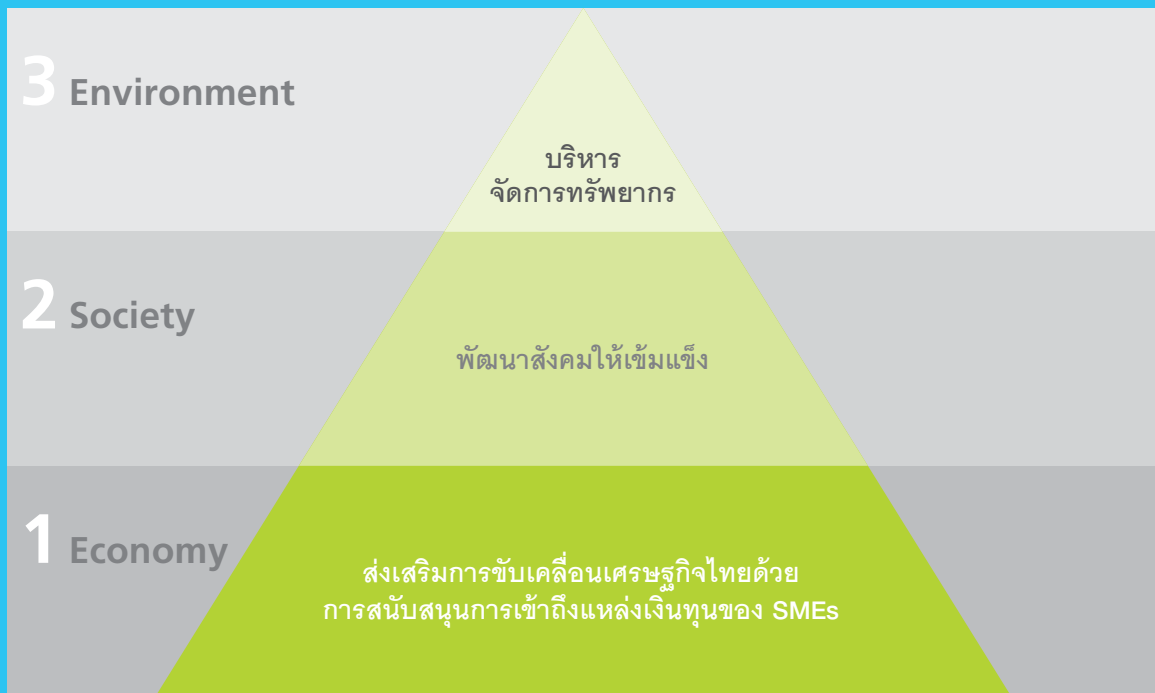 3 Environment
บริหาร
จัดการทรัพยากร
2 Society
พัฒนาสังคมให้เข้มแข็ง
1 Economy
ส่งเสริมการขับเคลื่อนเศรษฐกิจไทยด้วย
การสนับสนุนการเข้าถึงแหล่งเงินทุนของ SMEs